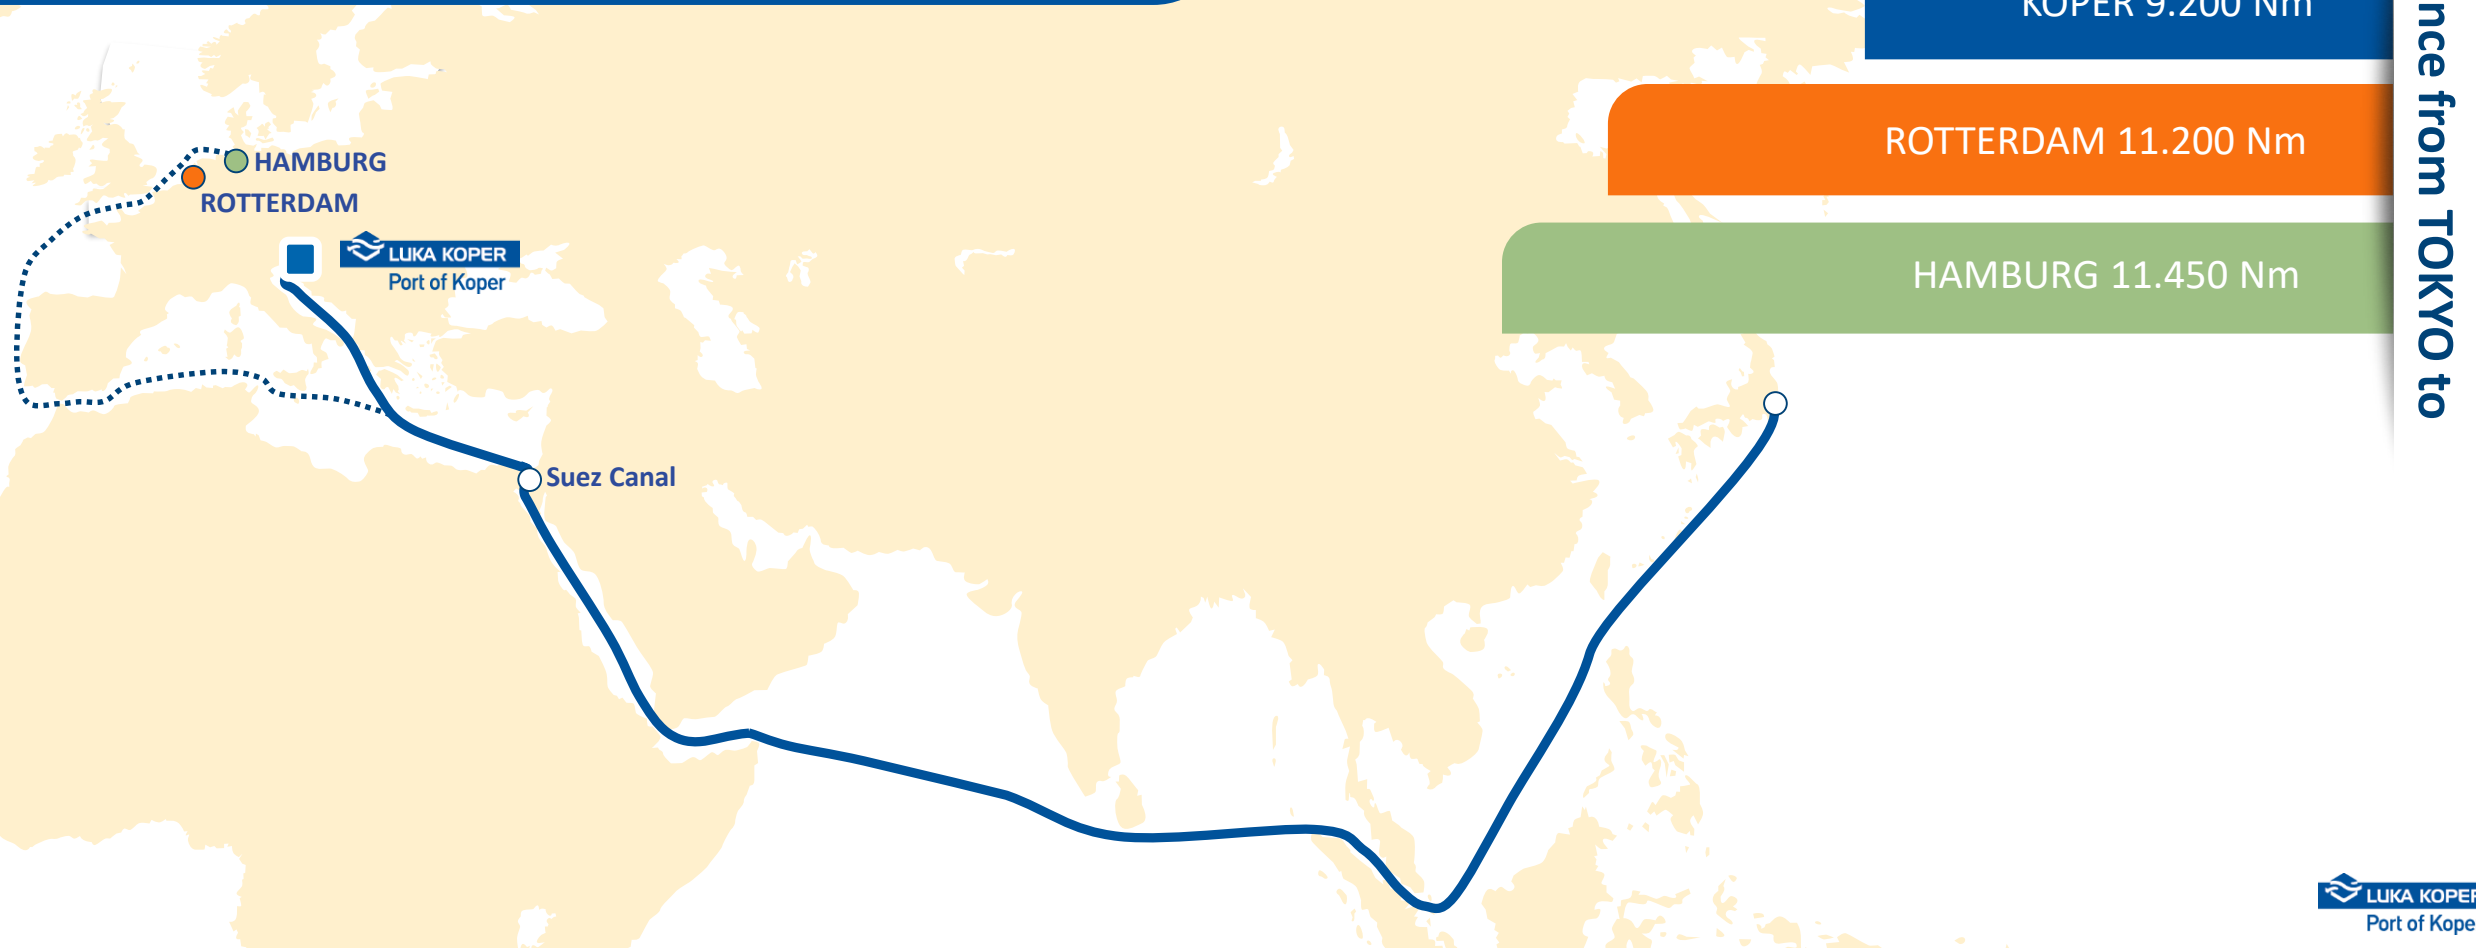 KOPER 9.200 Nm
ROTTERDAM 11.200 Nm
HAMBURG 11.450 Nm
nce from TOKYO to
HAMBURG
ROTTERDAM
LUKA KOPER
Port of Koper
Suez Canal
LUKA KOPER
Port of Kope